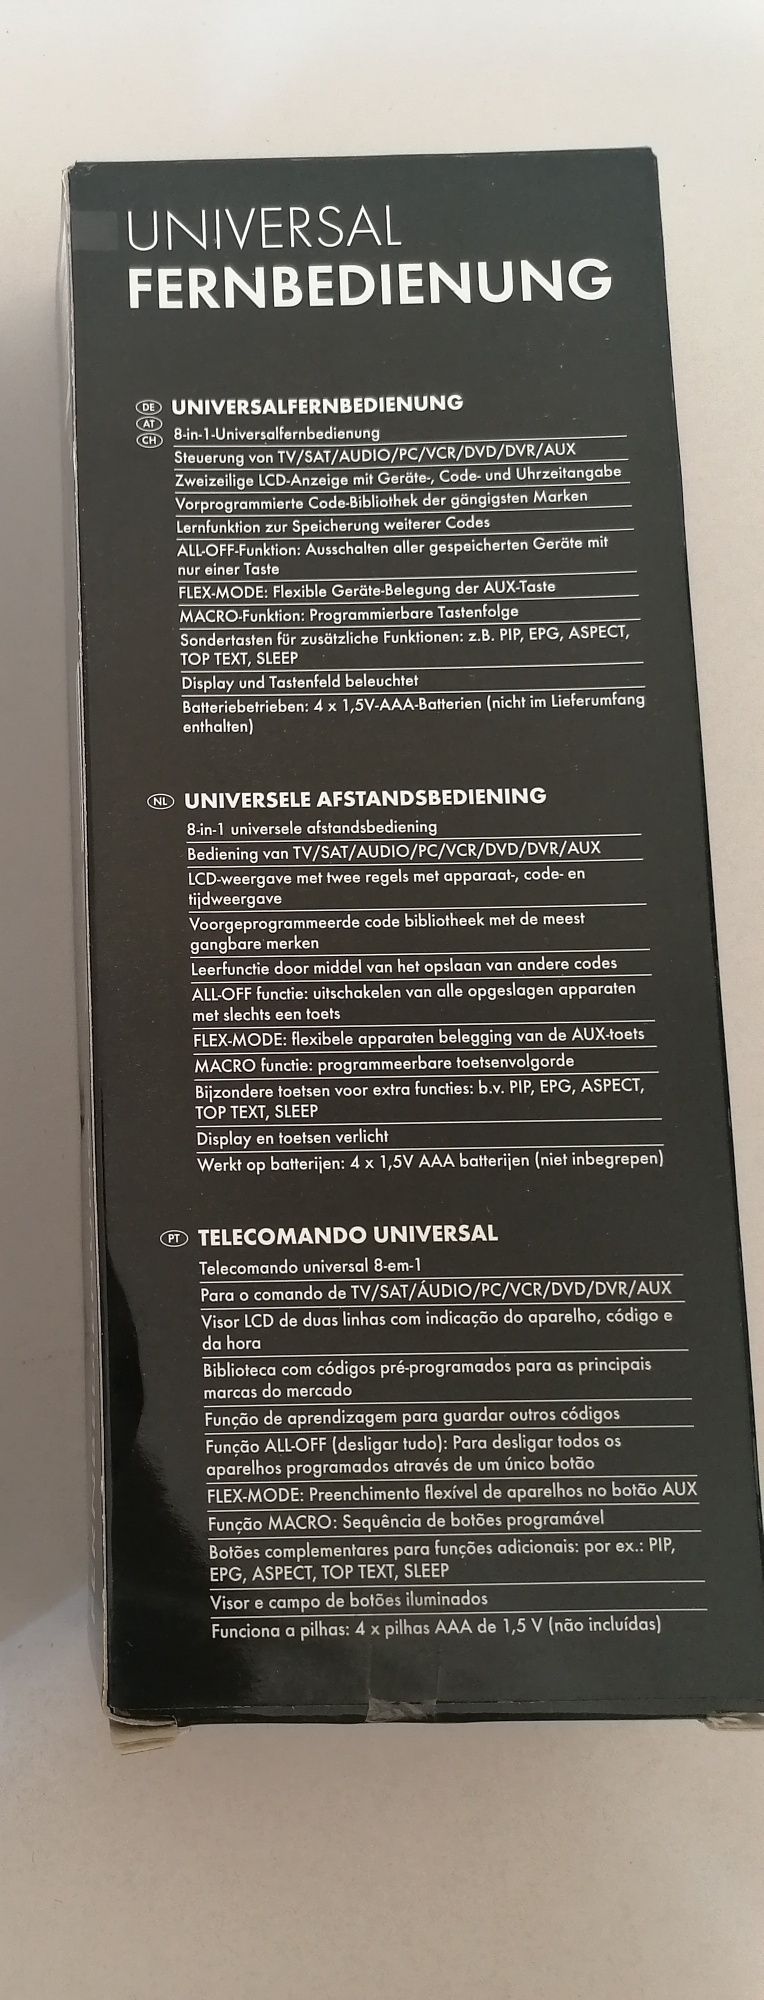 UNIVERSAL
FERNBEDIENUNG
DE AT CH
UNIVERSALFERNBEDIENUNG
8-in-1-Universalfernbedienung
Steuerung von TV/SAT/AUDIO/PC/VCR/DVD/DVR/AUX
Zweizeilige LCD-Anzeige mit Geräte-, Code- und Uhrzeitangabe
Vorprogrammierte Code-Bibliothek der gängigsten Marken
Lernfunktion zur Speicherung weiterer Codes
ALL-OFF-Funktion: Ausschalten aller gespeicherten Geräte mit
nur einer Taste
FLEX-MODE: Flexible Geräte-Belegung der AUX-Taste
MACRO-Funktion: Programmierbare Tastenfolge
Sondertasten für zusätzliche Funktionen: z.B. PIP, EPG, ASPECT,
TOP TEXT, SLEEP
Display und Tastenfeld beleuchtet
Batteriebetrieben: 4 x 1,5V-AAA-Batterien (nicht im Lieferumfang
enthalten)
NL UNIVERSELE AFSTANDSBEDIENING
8-in-1 universele afstandsbediening
Bediening van TV/SAT/AUDIO/PC/VCR/DVD/DVR/AUX
LCD-weergave met twee regels met apparaat-, code- en
tijdweergave
Voorgeprogrammeerde code bibliotheek met de meest
gangbare merken
Leerfunctie door middel van het opslaan van andere codes
ALL-OFF functie: uitschakelen van alle opgeslagen apparaten
met slechts een toets
FLEX-MODE: flexibele apparaten belegging van de AUX-toets
MACRO functie: programmeerbare toetsenvolgorde
Bijzondere toetsen voor extra functies: b.v. PIP, EPG, ASPECT,
TOP TEXT, SLEEP
Display en toetsen verlicht
Werkt op batterijen: 4 x 1,5V AAA batterijen (niet inbegrepen)
PT TELECOMANDO UNIVERSAL
Telecomando universal 8-em-1
Para o comando de TV/SAT/ÁUDIO/PC/VCR/DVD/DVR/AUX
Visor LCD de duas linhas com indicação do aparelho, código e
da hora
Biblioteca com códigos pré-programados para as principais
marcas do mercado
Função de aprendizagem para guardar outros códigos
Função ALL-OFF (desligar tudo): Para desligar todos os
aparelhos programados através de um único botão
FLEX-MODE: Preenchimento flexível de aparelhos no botão AUX
Função MACRO: Sequência de botões programável
Botões complementares para funções adicionais: por ex.: PIP,
EPG, ASPECT, TOP TEXT, SLEEP
Visor e campo de botões iluminados
Funciona a pilhas: 4 x pilhas AAA de 1,5 V (não incluídas)